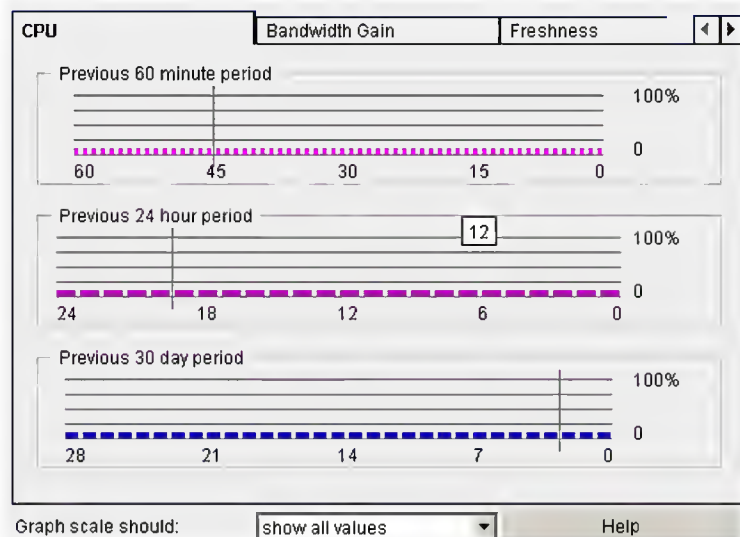 CPU Bandwidth Gain Freshness
Previous 60 minute period
100%
0
60 45 30 15 0
Previous 24 hour period
12
100%
0
24 18 12 6 0
Previous 30 day period
100%
0
28 21 14 7 0
Graph scale should: show all values Help